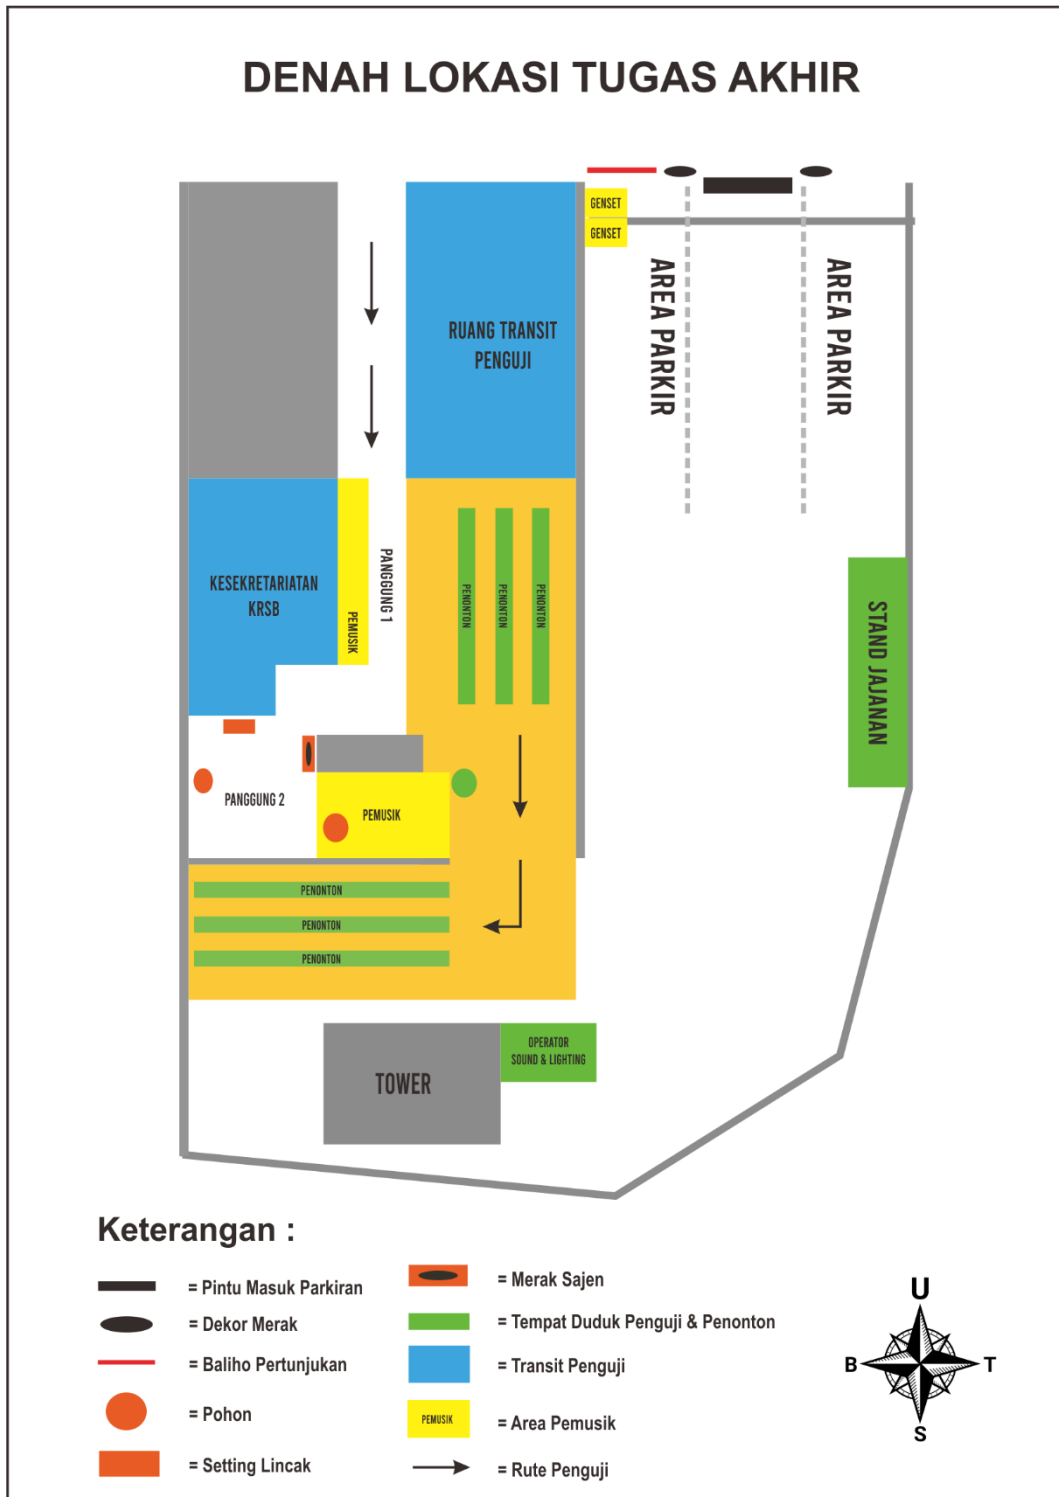 DENAH LOKASI TUGAS AKHIR
GENSET
GENSET
AREA PARKIR
AREA PARKIR
RUANG TRANSIT
PENGUJI
KESEKRETARIATAN
KRSB
PEMUSIK
PANGGUNG 1
PENONTON
PENONTON
PENONTON
STAND JAJANAN
PANGGUNG 2
PEMUSIK
PENONTON
PENONTON
PENONTON
OPERATOR
SOUND & LIGHTING
TOWER
Keterangan :
= Pintu Masuk Parkiran
= Dekor Merak
= Baliho Pertunjukan
= Pohon
= Setting Lincak
= Merak Sajen
= Tempat Duduk Penguji & Penonton
= Transit Penguji
PEMUSIK
= Area Pemusik
= Rute Penguji
U
B
T
S